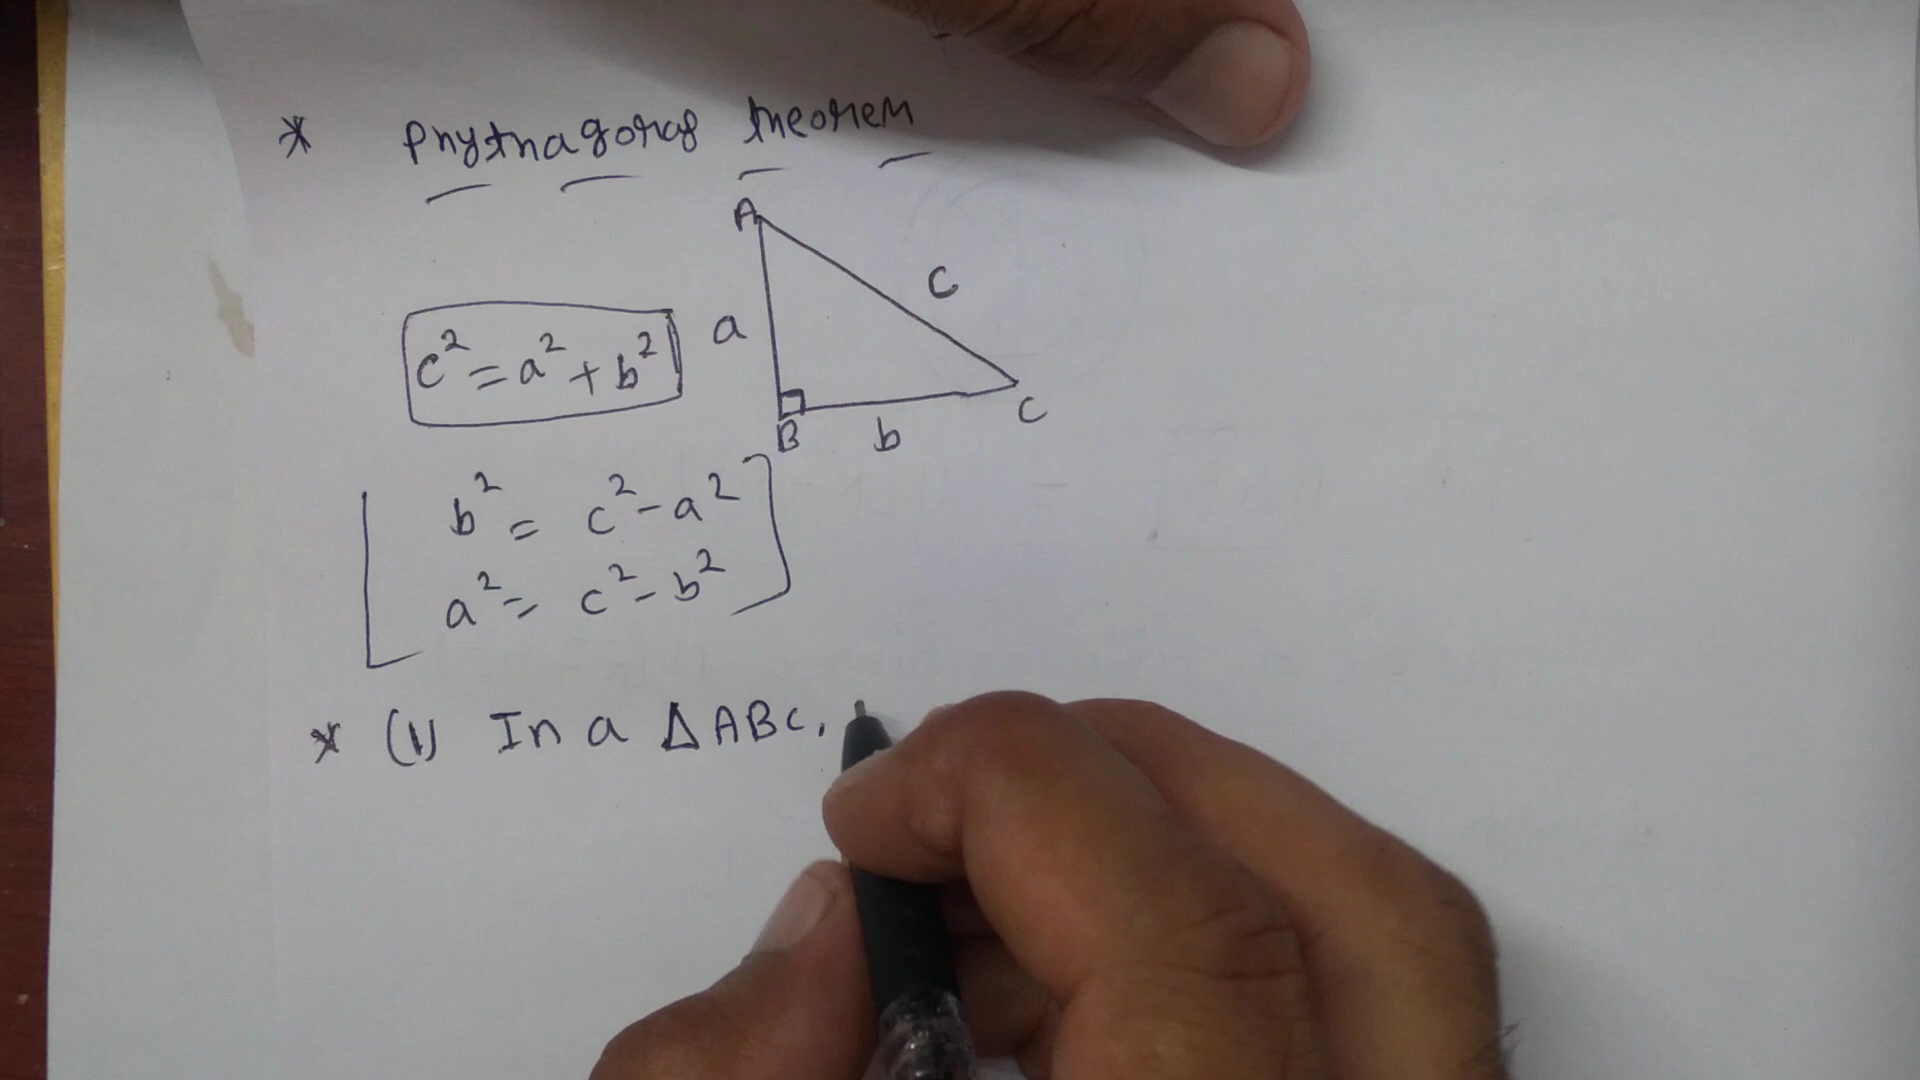 * Phythagoras theorem
A
c
a
c² = a² + b²
B
b
C
b² = c² - a²
a² = c² - b²
* (1) In a ΔABC,